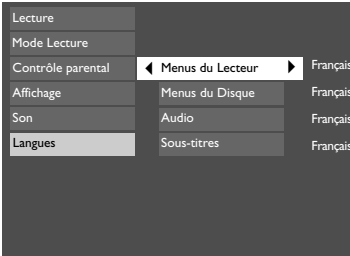 Lecture
Mode Lecture
Contrôle parental
Affichage
Son
Langues
Menus du Lecteur
Menus du Disque
Audio
Sous-titres
Français
Français
Français
Français